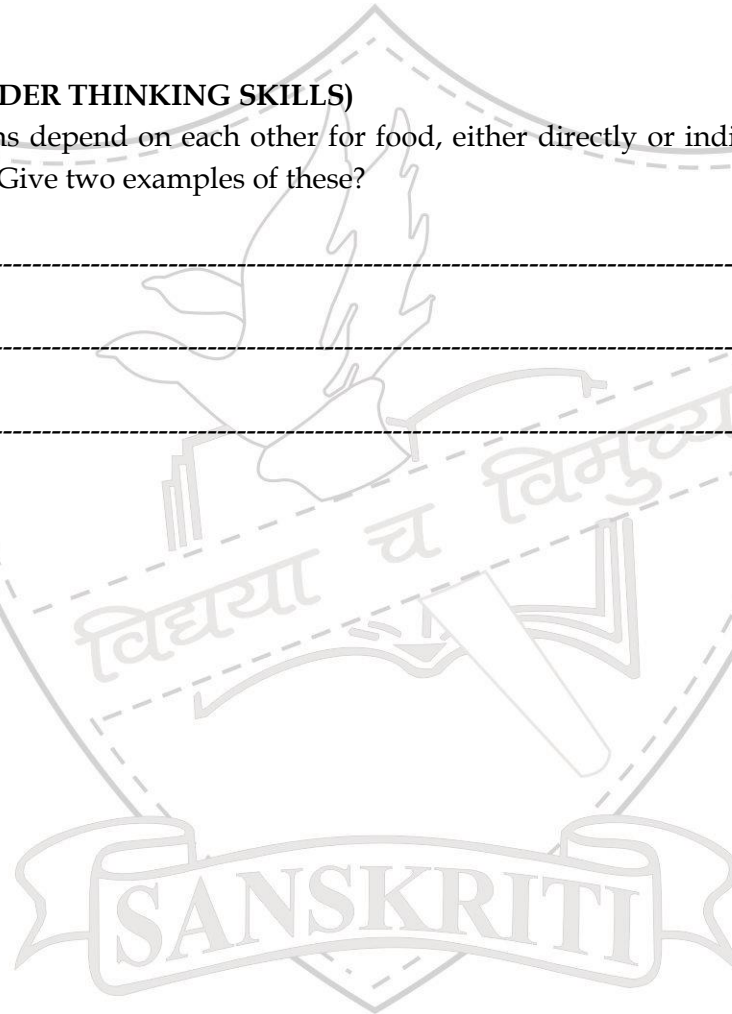 DER THINKING SKILLS)
ns depend on each other for food, either directly or indi
Give two examples of these?
विद्यया च विमुच्य
SANSKRITI